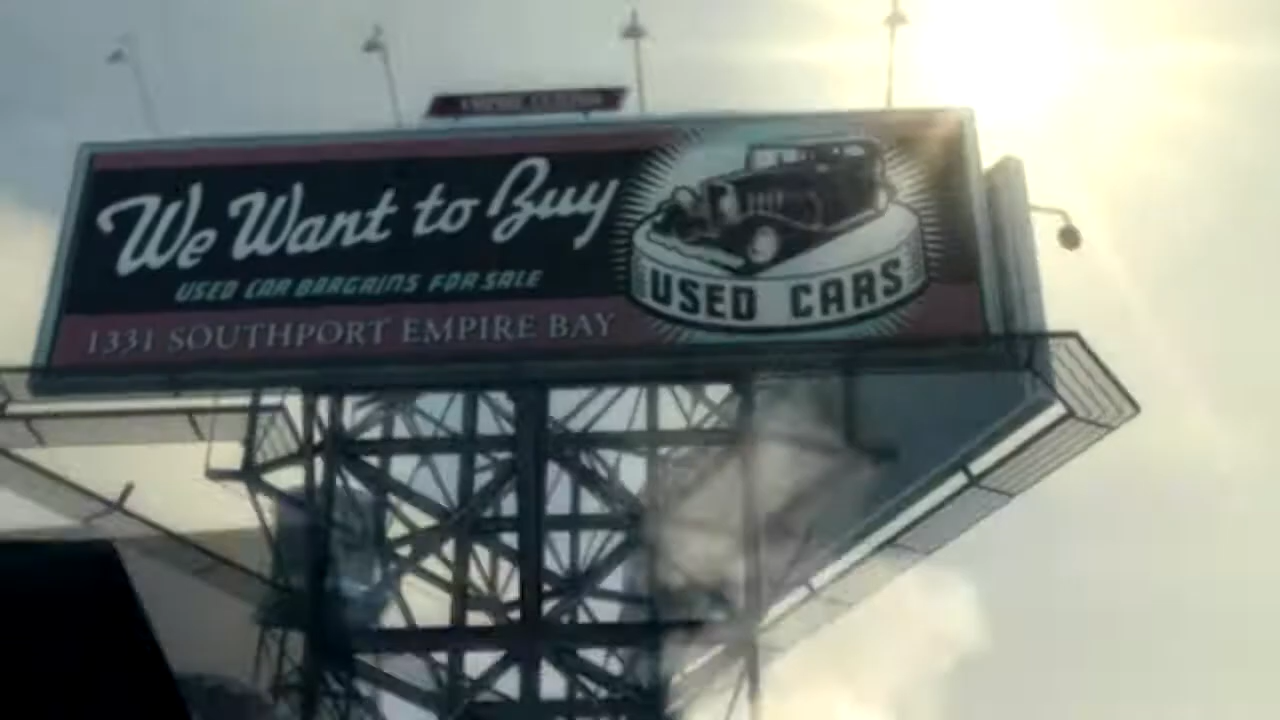 We Want to Buy
USED CAR BARGAINS FOR SALE
1331 SOUTHPORT EMPIRE BAY
USED CARS